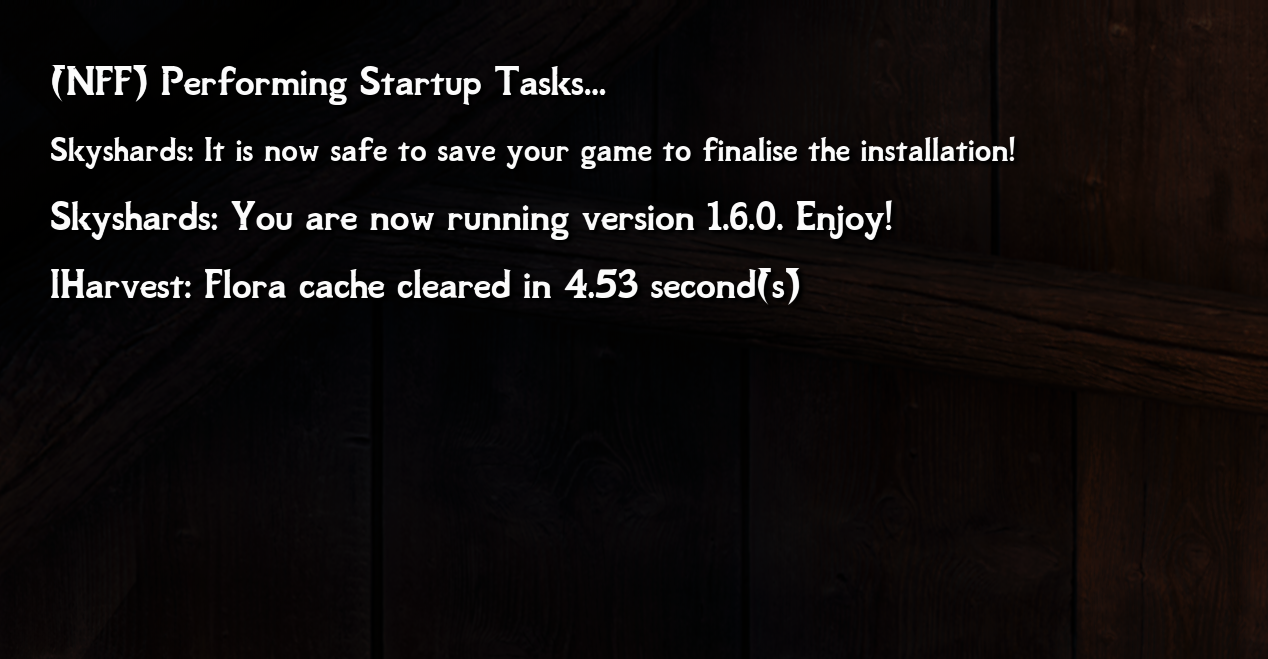 (NFF) Performing Startup Tasks...
Skyshards: It is now safe to save your game to finalise the installation!
Skyshards: You are now running version 1.6.0. Enjoy!
IHarvest: Flora cache cleared in 4.53 second(s)